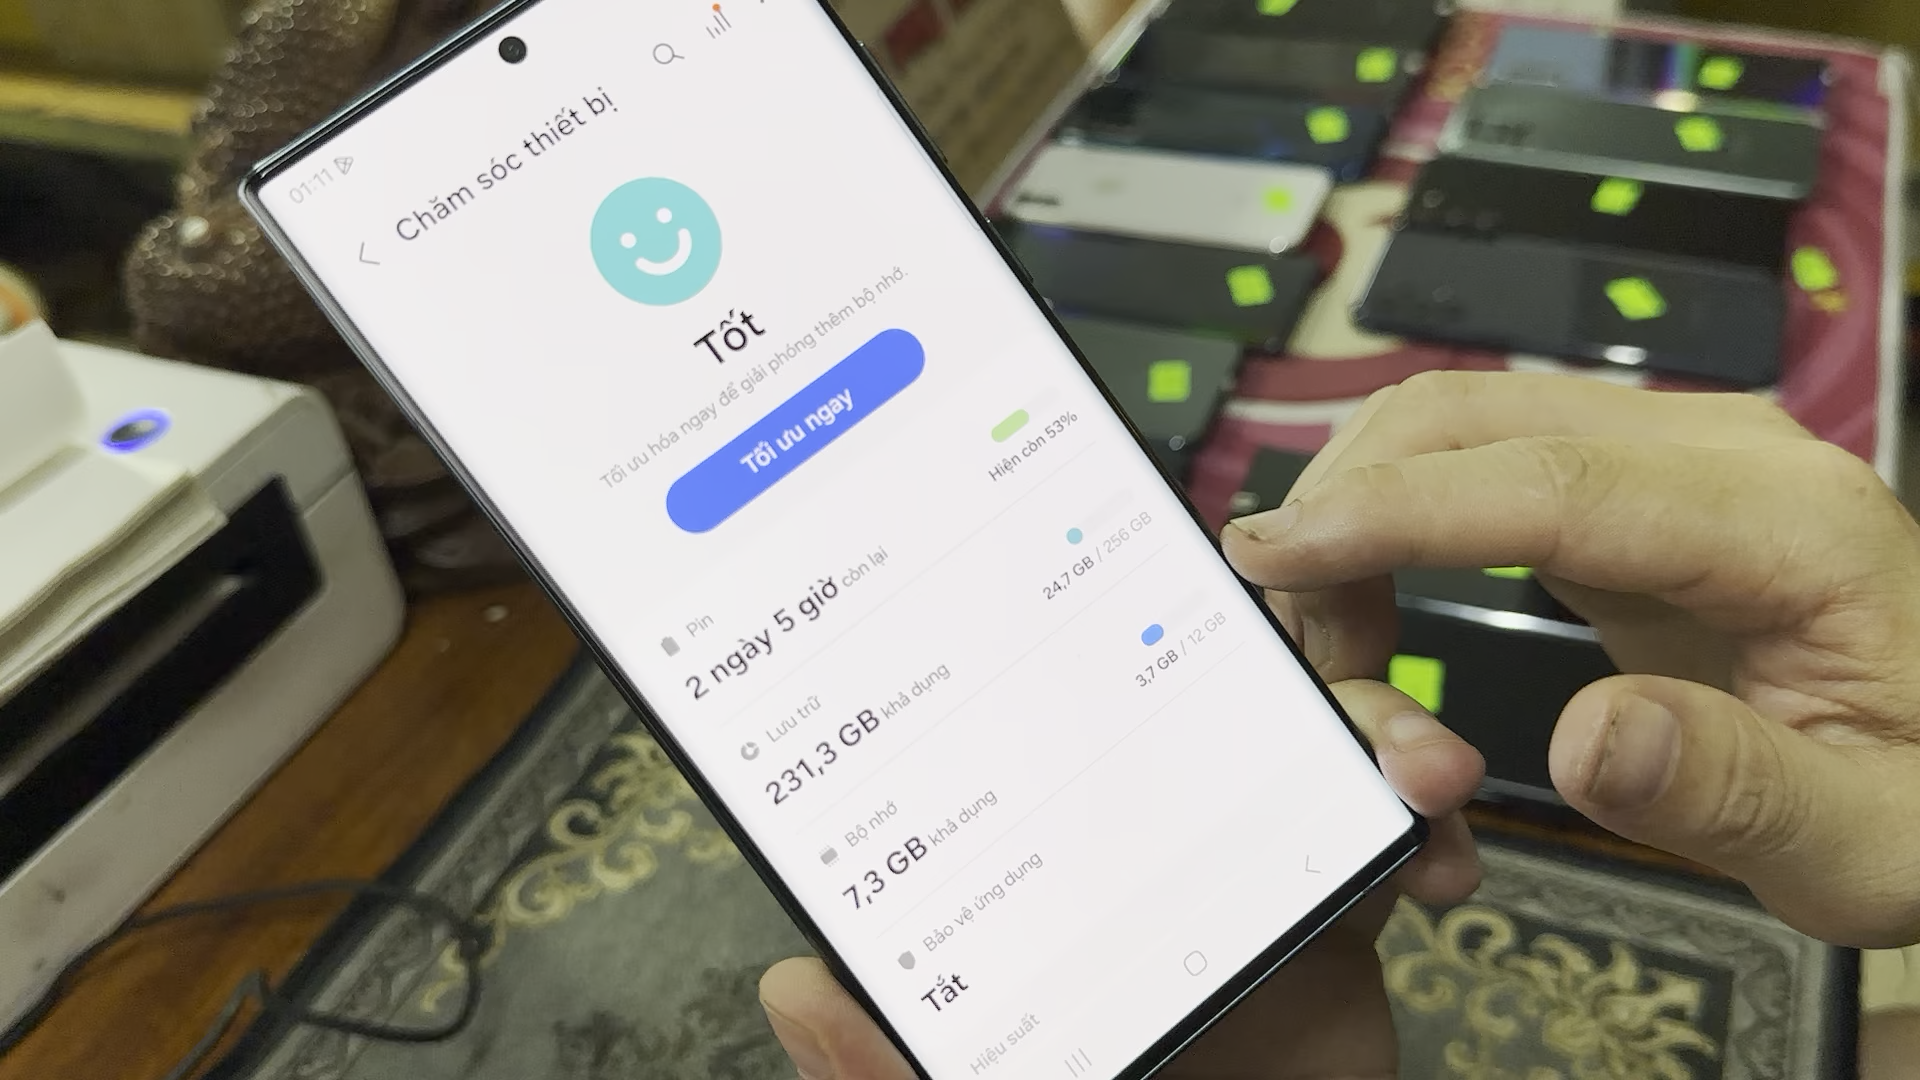 01:11
Chăm sóc thiết bị
Tốt
Tối ưu hóa ngay để giải phóng thêm bộ nhớ.
Tối ưu ngay
Pin
2 ngày 5 giờ còn lại
Hiện còn 53%
Lưu trữ
231,3 GB khả dụng
24,7 GB / 256 GB
Bộ nhớ
7,3 GB khả dụng
3,7 GB / 12 GB
Bảo vệ ứng dụng
Tắt
Hiệu suất